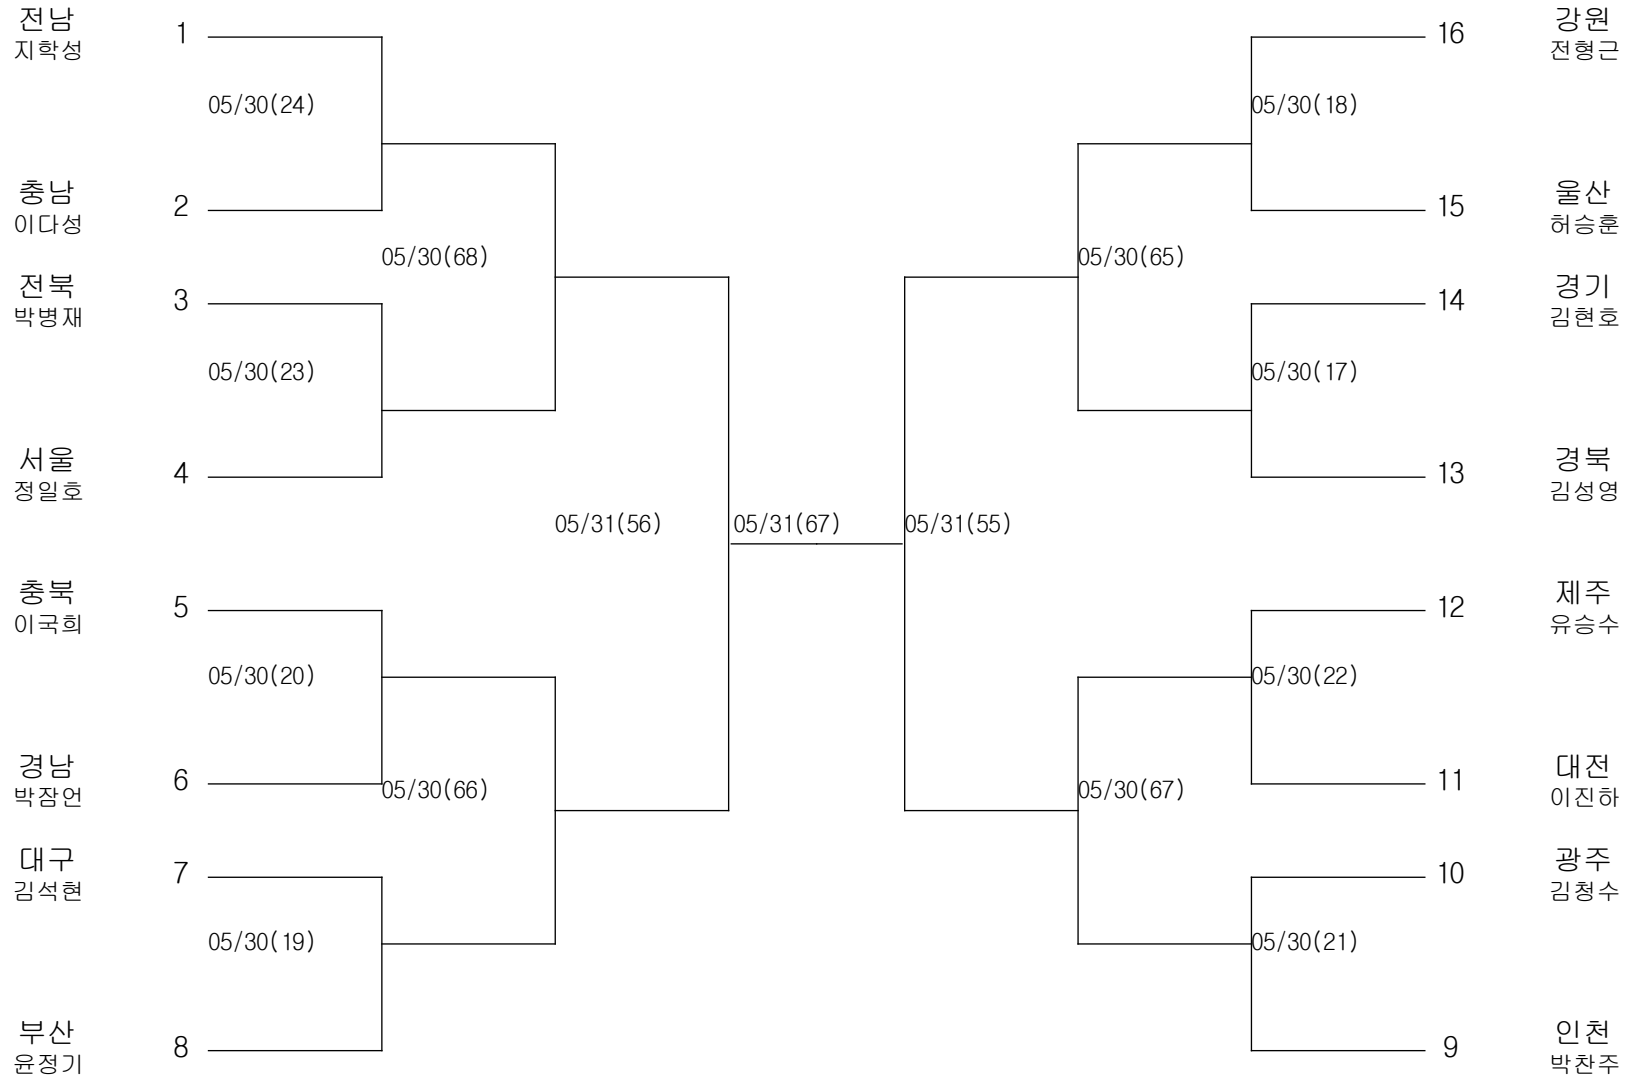 전남 1 16 강원
지학성 전형근
05/30(24) 05/30(18)
충남 2 15 울산
이다성 허승훈
05/30(68) 05/30(65)
전북 3 14 경기
박병재 김현호
05/30(23) 05/30(17)
서울 4 13 경북
정일호 김성영
05/31(56) 05/31(67) 05/31(55)
충북 5 12 제주
이국희 유승수
05/30(20) 05/30(22)
경남 6 11 대전
박잠언 05/30(66) 05/30(67) 이진하
대구 7 10 광주
김석현 김청수
05/30(19) 05/30(21)
부산 8 9 인천
윤정기 박찬주